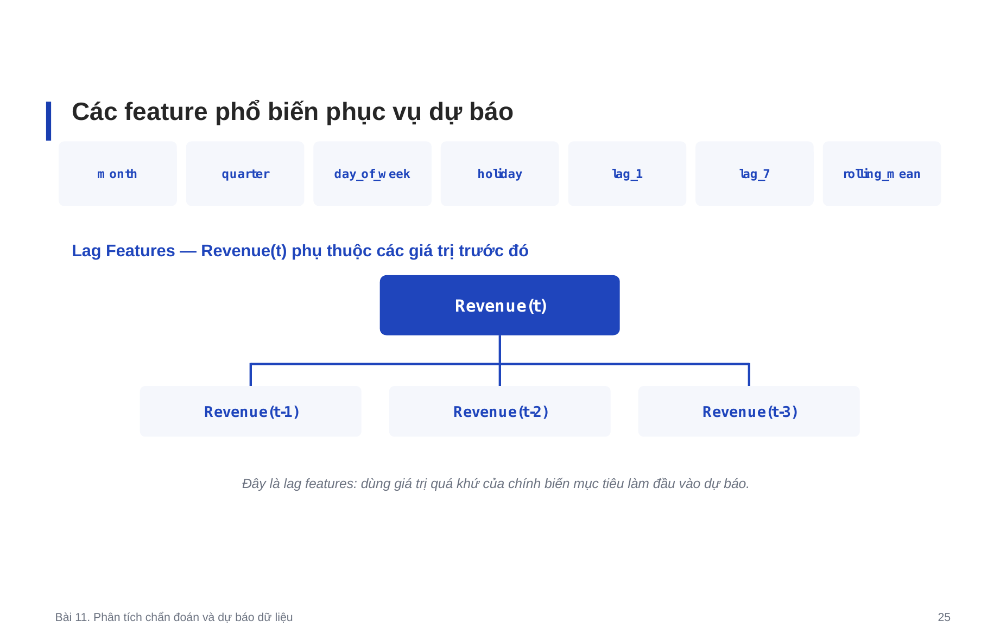 Các feature phổ biến phục vụ dự báo
month
quarter
day_of_week
holiday
lag_1
lag_7
rolling_mean
Lag Features — Revenue(t) phụ thuộc các giá trị trước đó
Revenue(t)
Revenue(t-1)
Revenue(t-2)
Revenue(t-3)
Đây là lag features: dùng giá trị quá khứ của chính biến mục tiêu làm đầu vào dự báo.
Bài 11. Phân tích chẩn đoán và dự báo dữ liệu
25